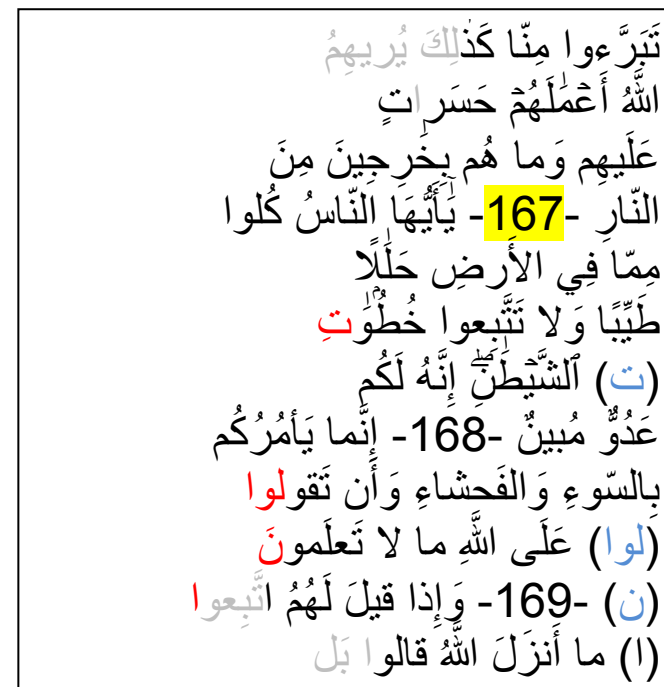 تَبَرَّءوا مِنّا كَذٰلِكَ يُريهِمُ
اللَّهُ أَعۡمَٰلَهُمۡ حَسَرٰتٍ
عَلَيهِم وَما هُم بِخَٰرِجينَ مِنَ
النّارِ -167- يَٰٓأَيُّهَا النّاسُ كُلوا
مِمّا فِي الأَرضِ حَلَٰلًا
طَيِّبًا وَلا تَتَّبِعوا خُطُوَٰتِ
(ت) ٱلشَّيۡطَٰنِۚ إِنَّهُ لَكُم
عَدُوٌّ مُبينٌ -168- إِنَّما يَأمُرُكُم
بِالسّوءِ وَالفَحشاءِ وَأَن تَقولوا
(لوا) عَلَى اللَّهِ ما لا تَعلَمونَ
(ن) -169- وَإِذا قيلَ لَهُمُ اتَّبِعوا
(ا) ما أَنزَلَ اللَّهُ قالوا بَل